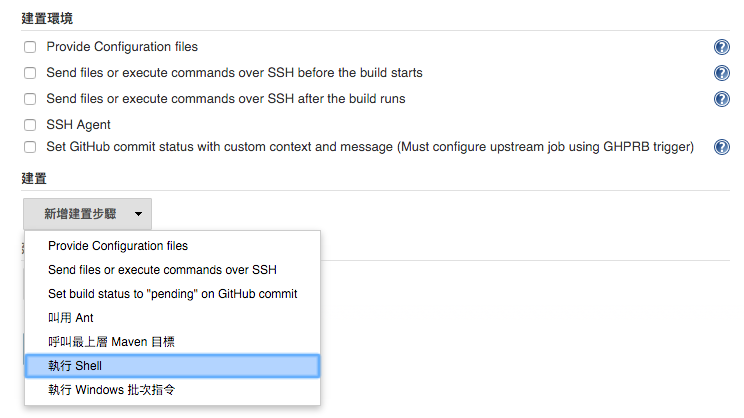 建置環境
Provide Configuration files
Send files or execute commands over SSH before the build starts
Send files or execute commands over SSH after the build runs
SSH Agent
Set GitHub commit status with custom context and message (Must configure upstream job using GHPRB trigger)
建置
新增建置步驟
Provide Configuration files
Send files or execute commands over SSH
Set build status to "pending" on GitHub commit
叫用 Ant
呼叫最上層 Maven 目標
執行 Shell
執行 Windows 批次指令